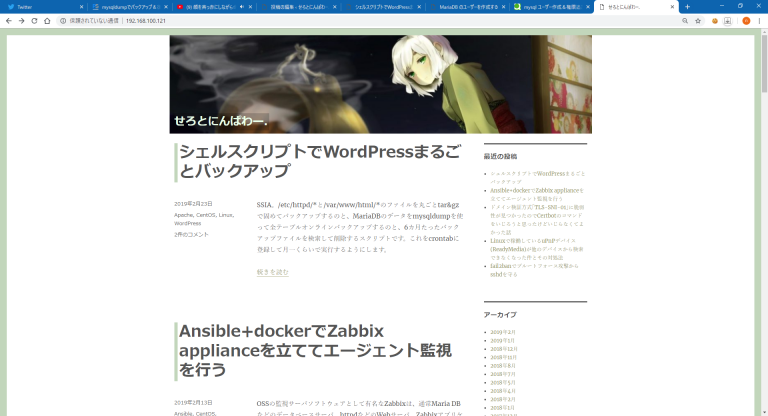 Twitter
mysqldumpでバックアップ&リ
シェルスクリプトでWordPress
MariaDB のユーザーを作成する
mysql ユーザー作成＆権限
せろとにんぱわー.
保護されていない通信 | 192.168.100.121
せろとにんぱわー.
シェルスクリプトでWordPressまるご
とバックアップ
2019年2月23日
Apache, CentOS, Linux,
WordPress
2件のコメント
SSIA。/etc/httpd/*と/var/www/html/*のファイルを丸ごとtar&gz
で固めてバックアップするのと、MariaDBのデータをmysqldumpを使
って全テーブルオンラインバックアップするのと、6ヵ月たったバック
アップファイルを検索して削除するスクリプトです。これをcrontabに
登録して月一くらいで実行するようにします。
続きを読む
Ansible+dockerでZabbix
applianceを立ててエージェント監視
を行う
2019年2月13日
Ansible, CentOS,
OSSの監視サーバソフトウェアとして有名なZabbixは、通常Maria DB
などのデータベースサーバ、httpdなどのWebサーバ、Zabbixアプリケ
最近の投稿
シェルスクリプトでWordPressまるごと
バックアップ
Ansible+dockerでZabbix applianceを
立ててエージェント監視を行う
ドメイン検証方式「TLS-SNI-01」に脆弱
性が見つかったのでCertbotのコマンド
をいじろうと思ったけどいじらなくてよ
かった話
Linuxで稼働しているuPnPデバイス
(ReadyMedia)が他のデバイスから検索
できなくなった件とその対処法
fail2banでブルートフォース攻撃から
sshdを守る
アーカイブ
2019年2月
2019年1月
2018年12月
2018年11月
2018年8月
2018年7月
2018年5月
2018年4月
2018年2月
2018年1月